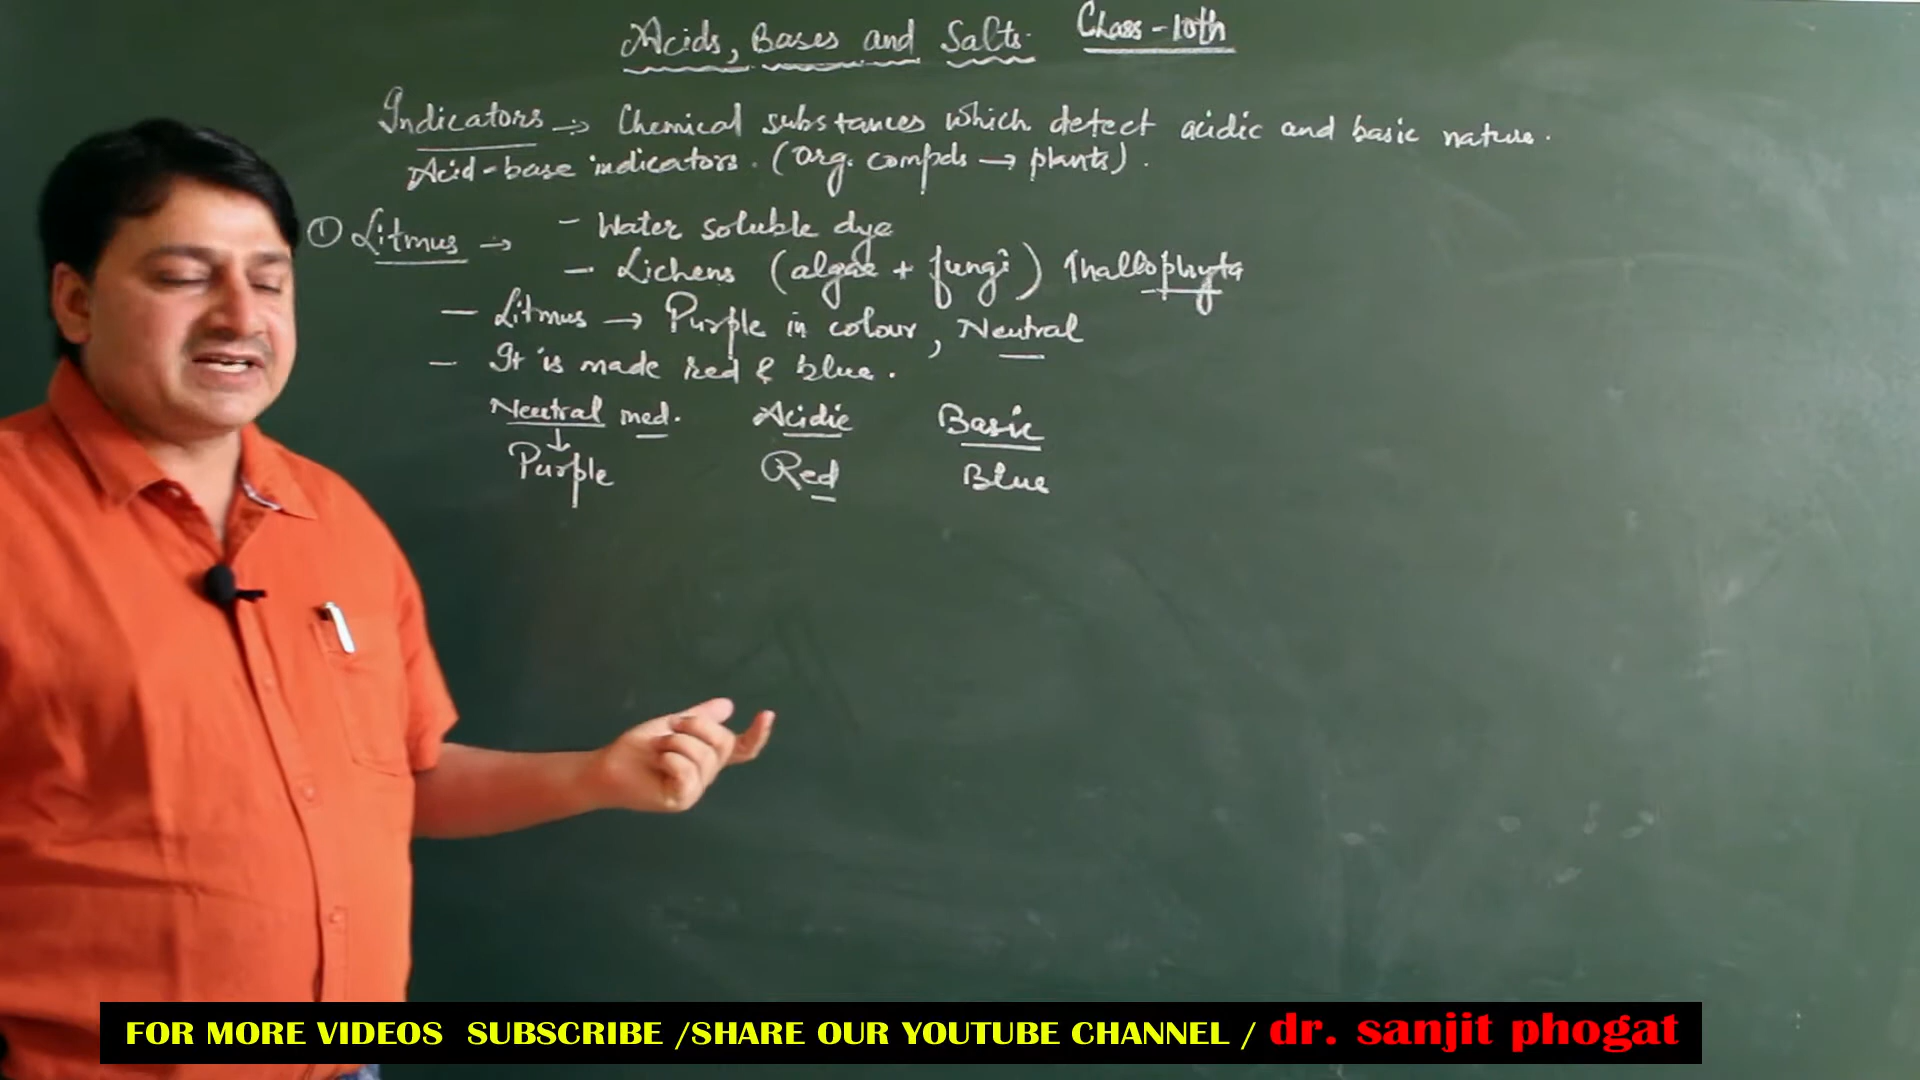 Acids, Bases and Salts. Class-10th
Indicators → Chemical substances which detect acidic and basic nature.
Acid-base indicators. (Org. compds → plants).
① Litmus → - Water soluble dye
- Lichens (algae + fungi) Thallophyta
- Litmus → Purple in colour, Neutral
- It is made red & blue.
Neutral med. Acidic Basic
↓
Purple Red Blue
FOR MORE VIDEOS SUBSCRIBE /SHARE OUR YOUTUBE CHANNEL / dr. sanjit phogat